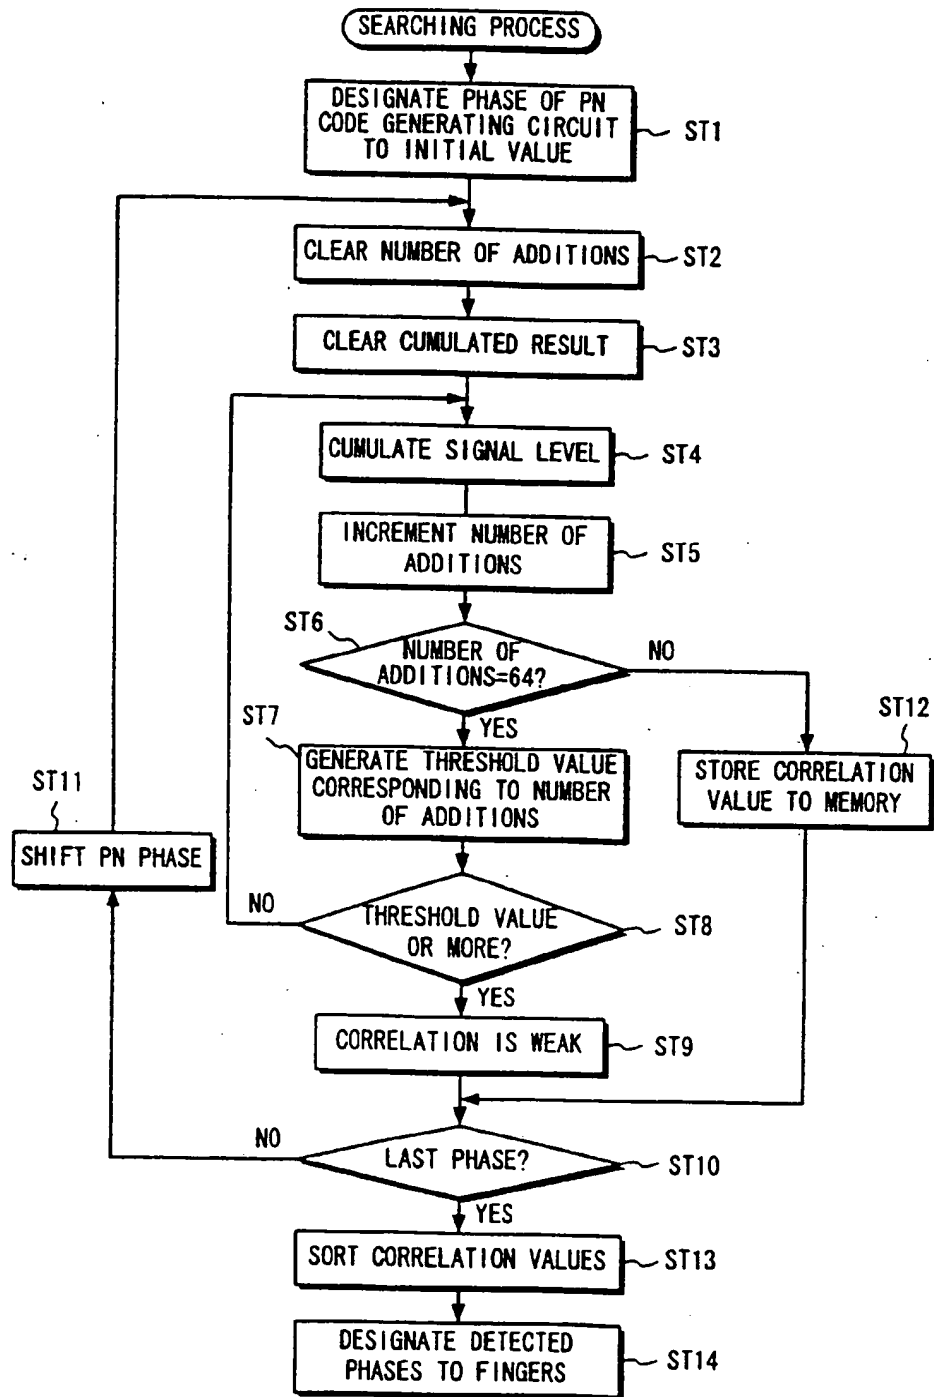 SEARCHING PROCESS
DESIGNATE PHASE OF PN
CODE GENERATING CIRCUIT
TO INITIAL VALUE
ST1
CLEAR NUMBER OF ADDITIONS
ST2
CLEAR CUMULATED RESULT
ST3
CUMULATE SIGNAL LEVEL
ST4
INCREMENT NUMBER OF
ADDITIONS
ST5
ST6
NUMBER OF
ADDITIONS=64?
NO
YES
ST7
GENERATE THRESHOLD VALUE
CORRESPONDING TO NUMBER
OF ADDITIONS
ST12
STORE CORRELATION
VALUE TO MEMORY
ST11
SHIFT PN PHASE
NO
THRESHOLD VALUE
OR MORE?
ST8
YES
CORRELATION IS WEAK
ST9
NO
LAST PHASE?
ST10
YES
SORT CORRELATION VALUES
ST13
DESIGNATE DETECTED
PHASES TO FINGERS
ST14